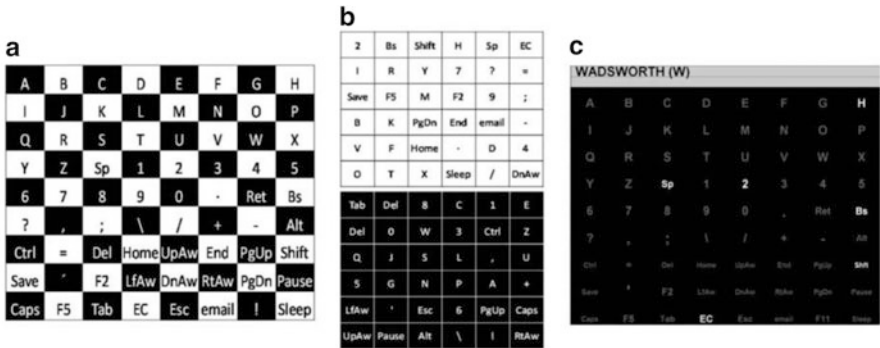 a
A B C D E F G H
I J K L M N O P
Q R S T U V W X
Y Z Sp 1 2 3 4 5
6 7 8 9 0 . Ret Bs
? , ; \ / + - Alt
Ctrl = Del Home UpAw End PgUp Shift
Save ' F2 LfAw DnAw RtAw PgDn Pause
Caps F5 Tab EC Esc email ! Sleep
b
2 Bs Shift H Sp EC
I R Y 7 ? =
Save F5 M F2 9 ;
B K PgDn End email -
V F Home . D 4
O T X Sleep / DnAw
Tab Del 8 C 1 E
Del 0 W 3 Ctrl Z
Q J S L , U
5 G N P A +
LfAw ' Esc 6 PgUp Caps
UpAw Pause Alt \ ! RtAw
c
WADSWORTH (W)
A B C D E F G H
I J K L M N O P
Q R S T U V W X
Y Z Sp 1 2 3 4 5
6 7 8 9 0 . Ret Bs
? , ; \ / + - Alt
Ctrl = Del Home UpAw End PgUp Shft
Save ' F2 LfAw DnAw RtAw PgDn Pause
Caps F5 Tab EC Esc email F11 Sleep